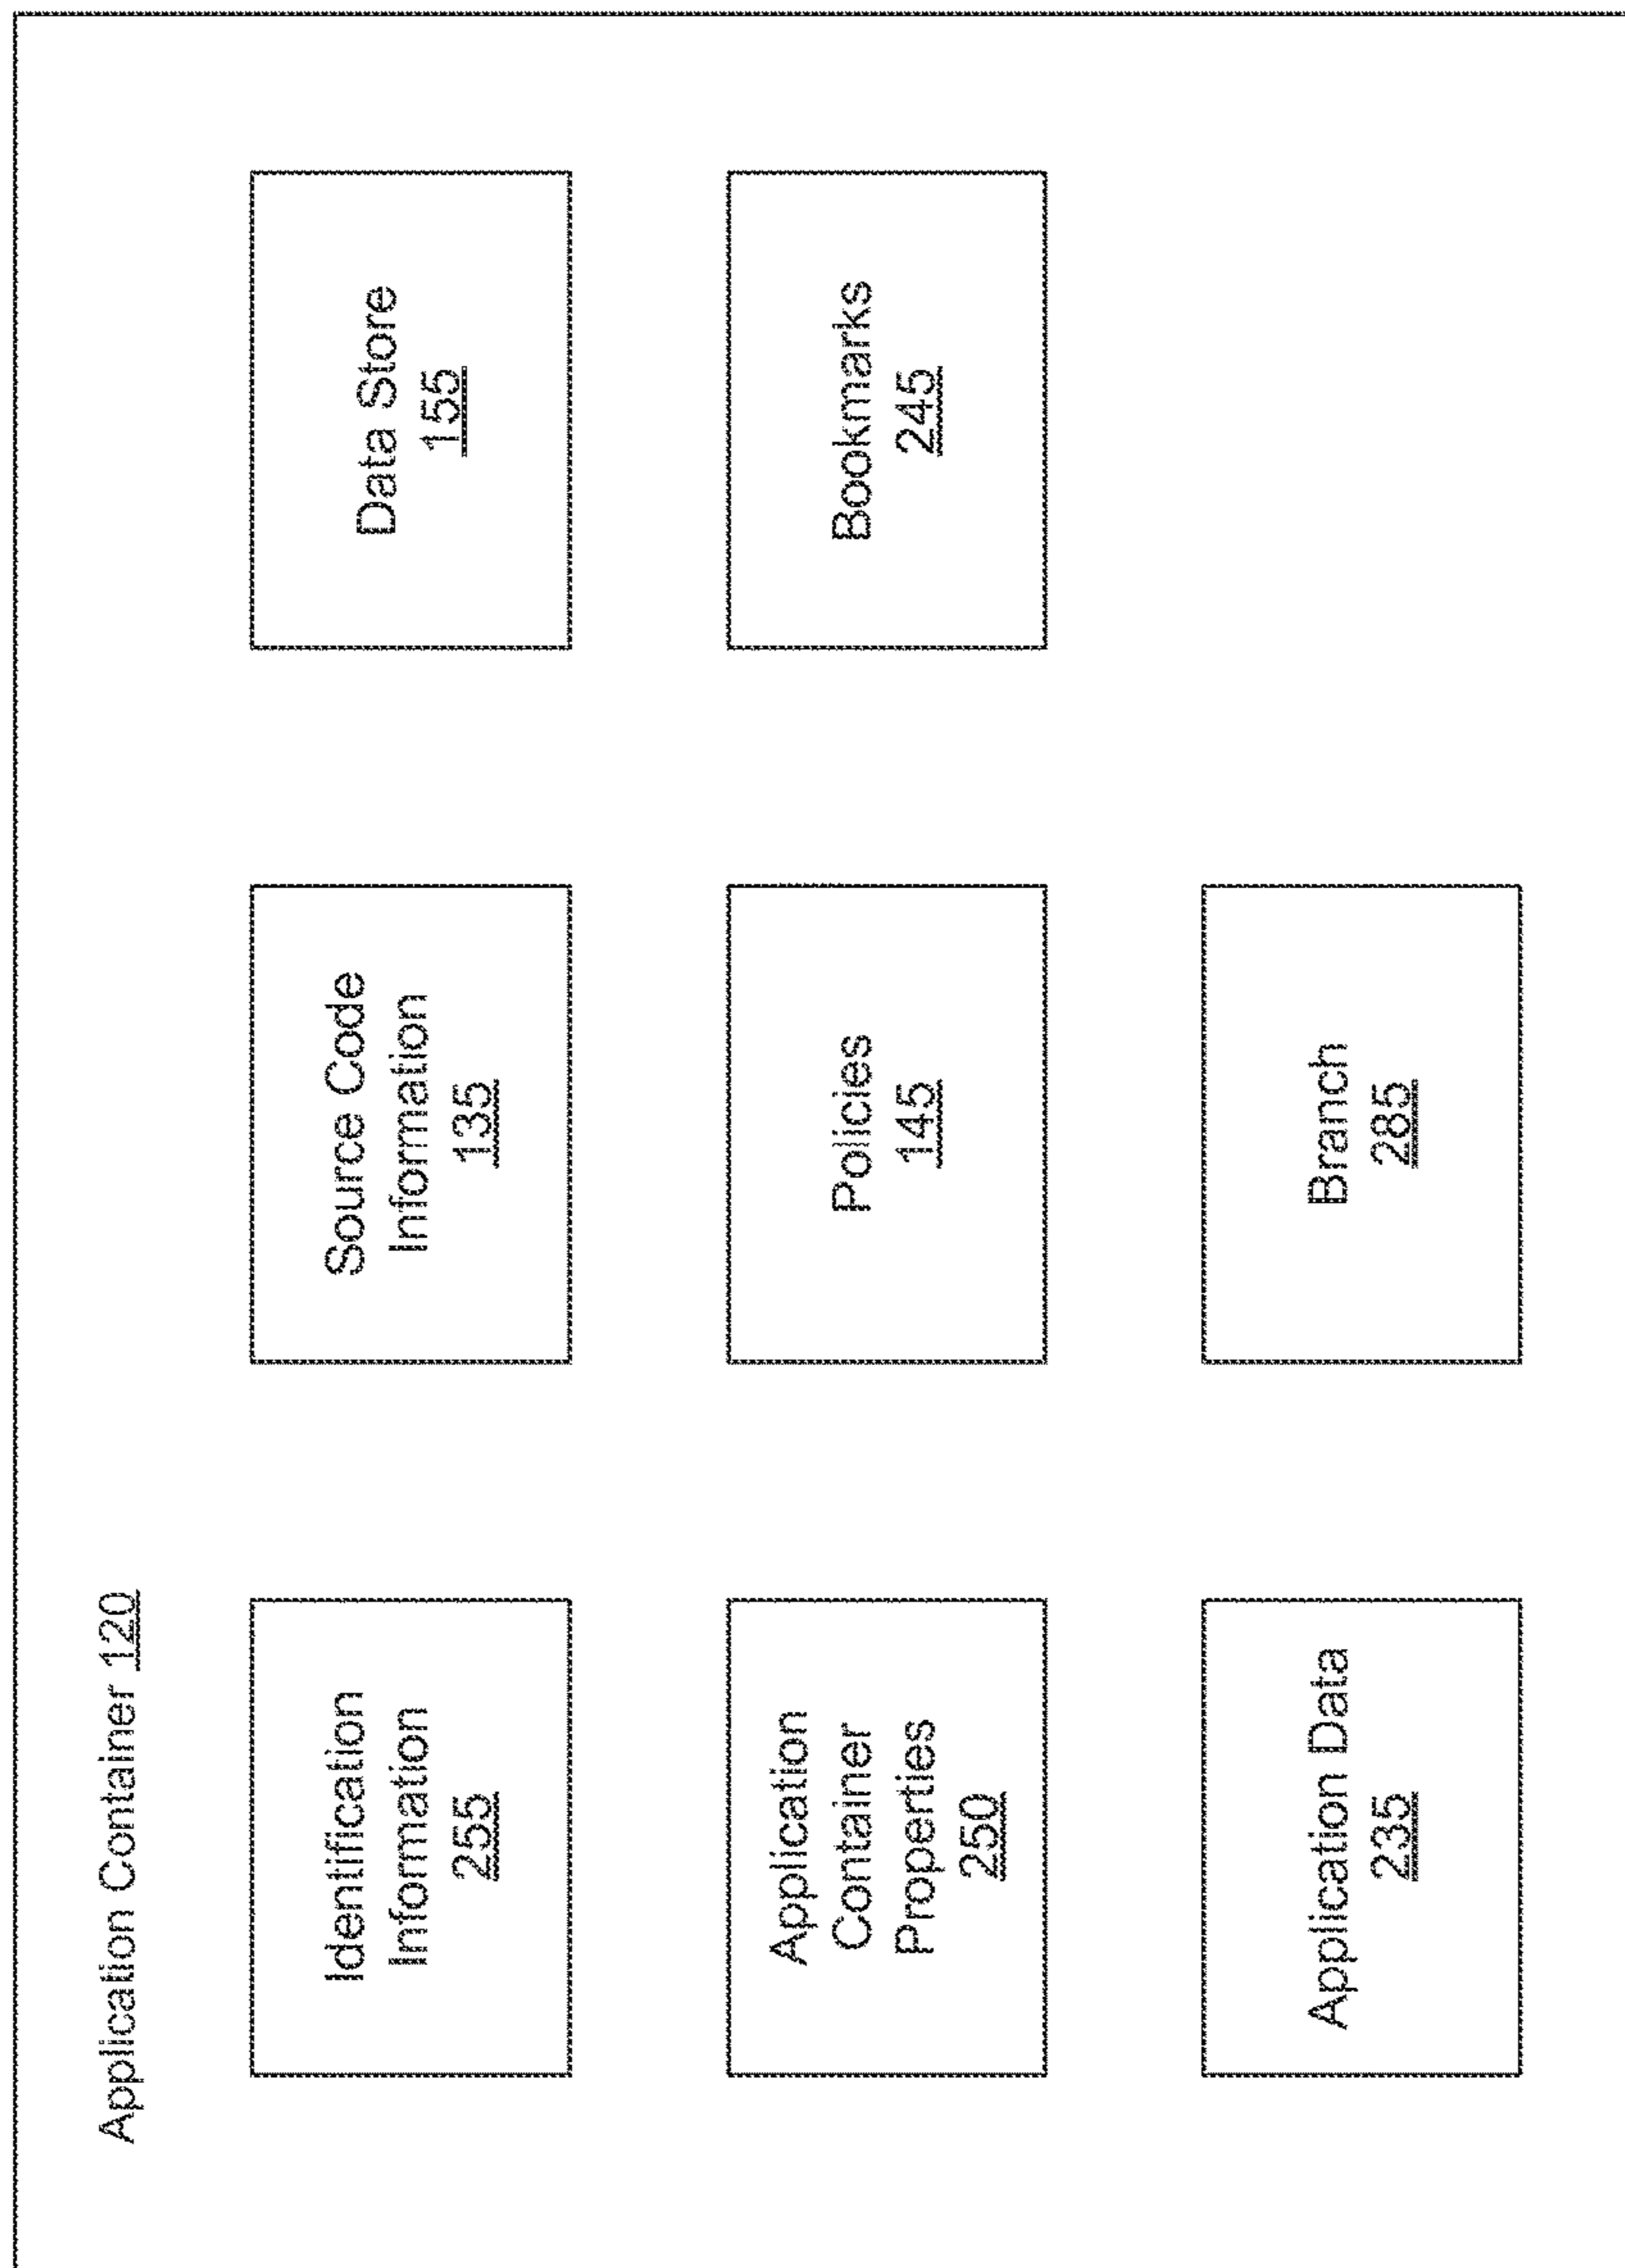 Application Container 120
Identification
Information
255
Source Code
Information
135
Data Store
155
Application
Container
Properties
250
Policies
145
Bookmarks
245
Application Data
235
Branch
285